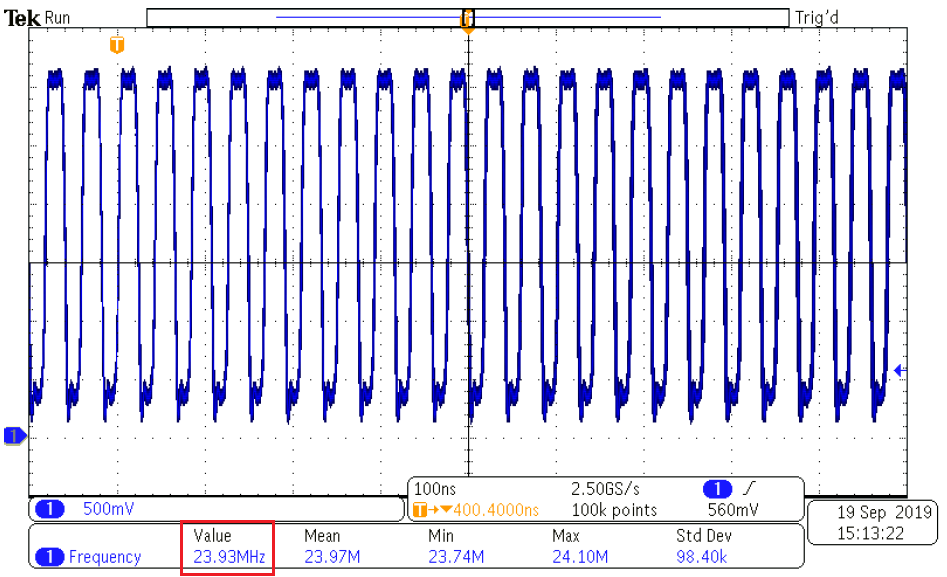 Tek Run Trig'd
T
T
1
100ns 2.50GS/s 1
1 500mV T→▼400.4000ns 100k points 560mV
19 Sep 2019
15:13:22
Value Mean Min Max Std Dev
1 Frequency 23.93MHz 23.97M 23.74M 24.10M 98.40k